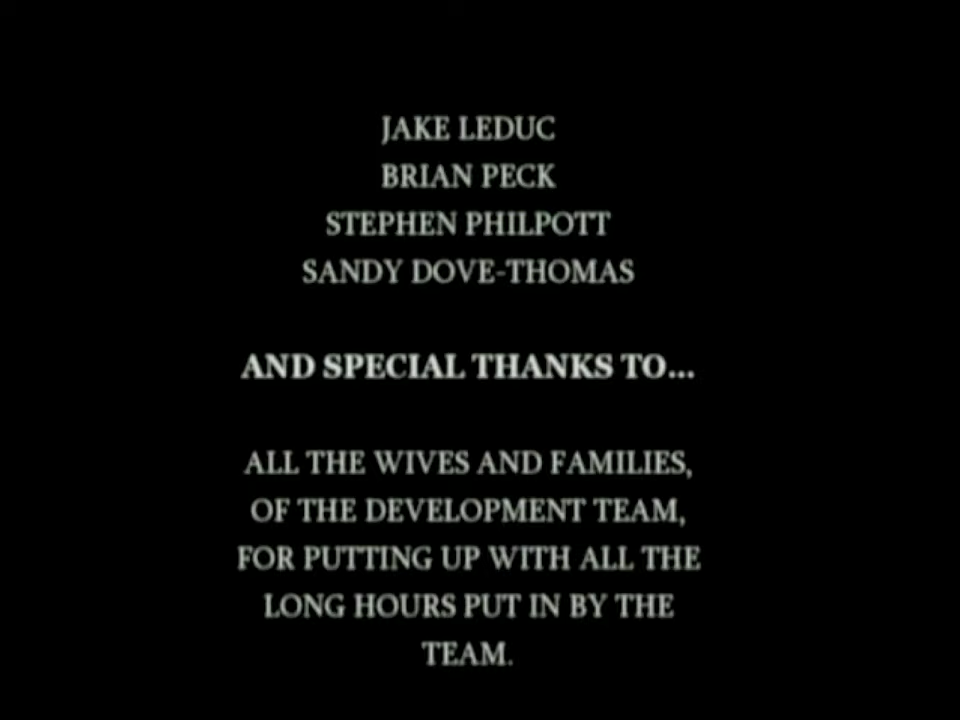 JAKE LEDUC
BRIAN PECK
STEPHEN PHILPOTT
SANDY DOVE-THOMAS
AND SPECIAL THANKS TO...
ALL THE WIVES AND FAMILIES,
OF THE DEVELOPMENT TEAM,
FOR PUTTING UP WITH ALL THE
LONG HOURS PUT IN BY THE
TEAM.